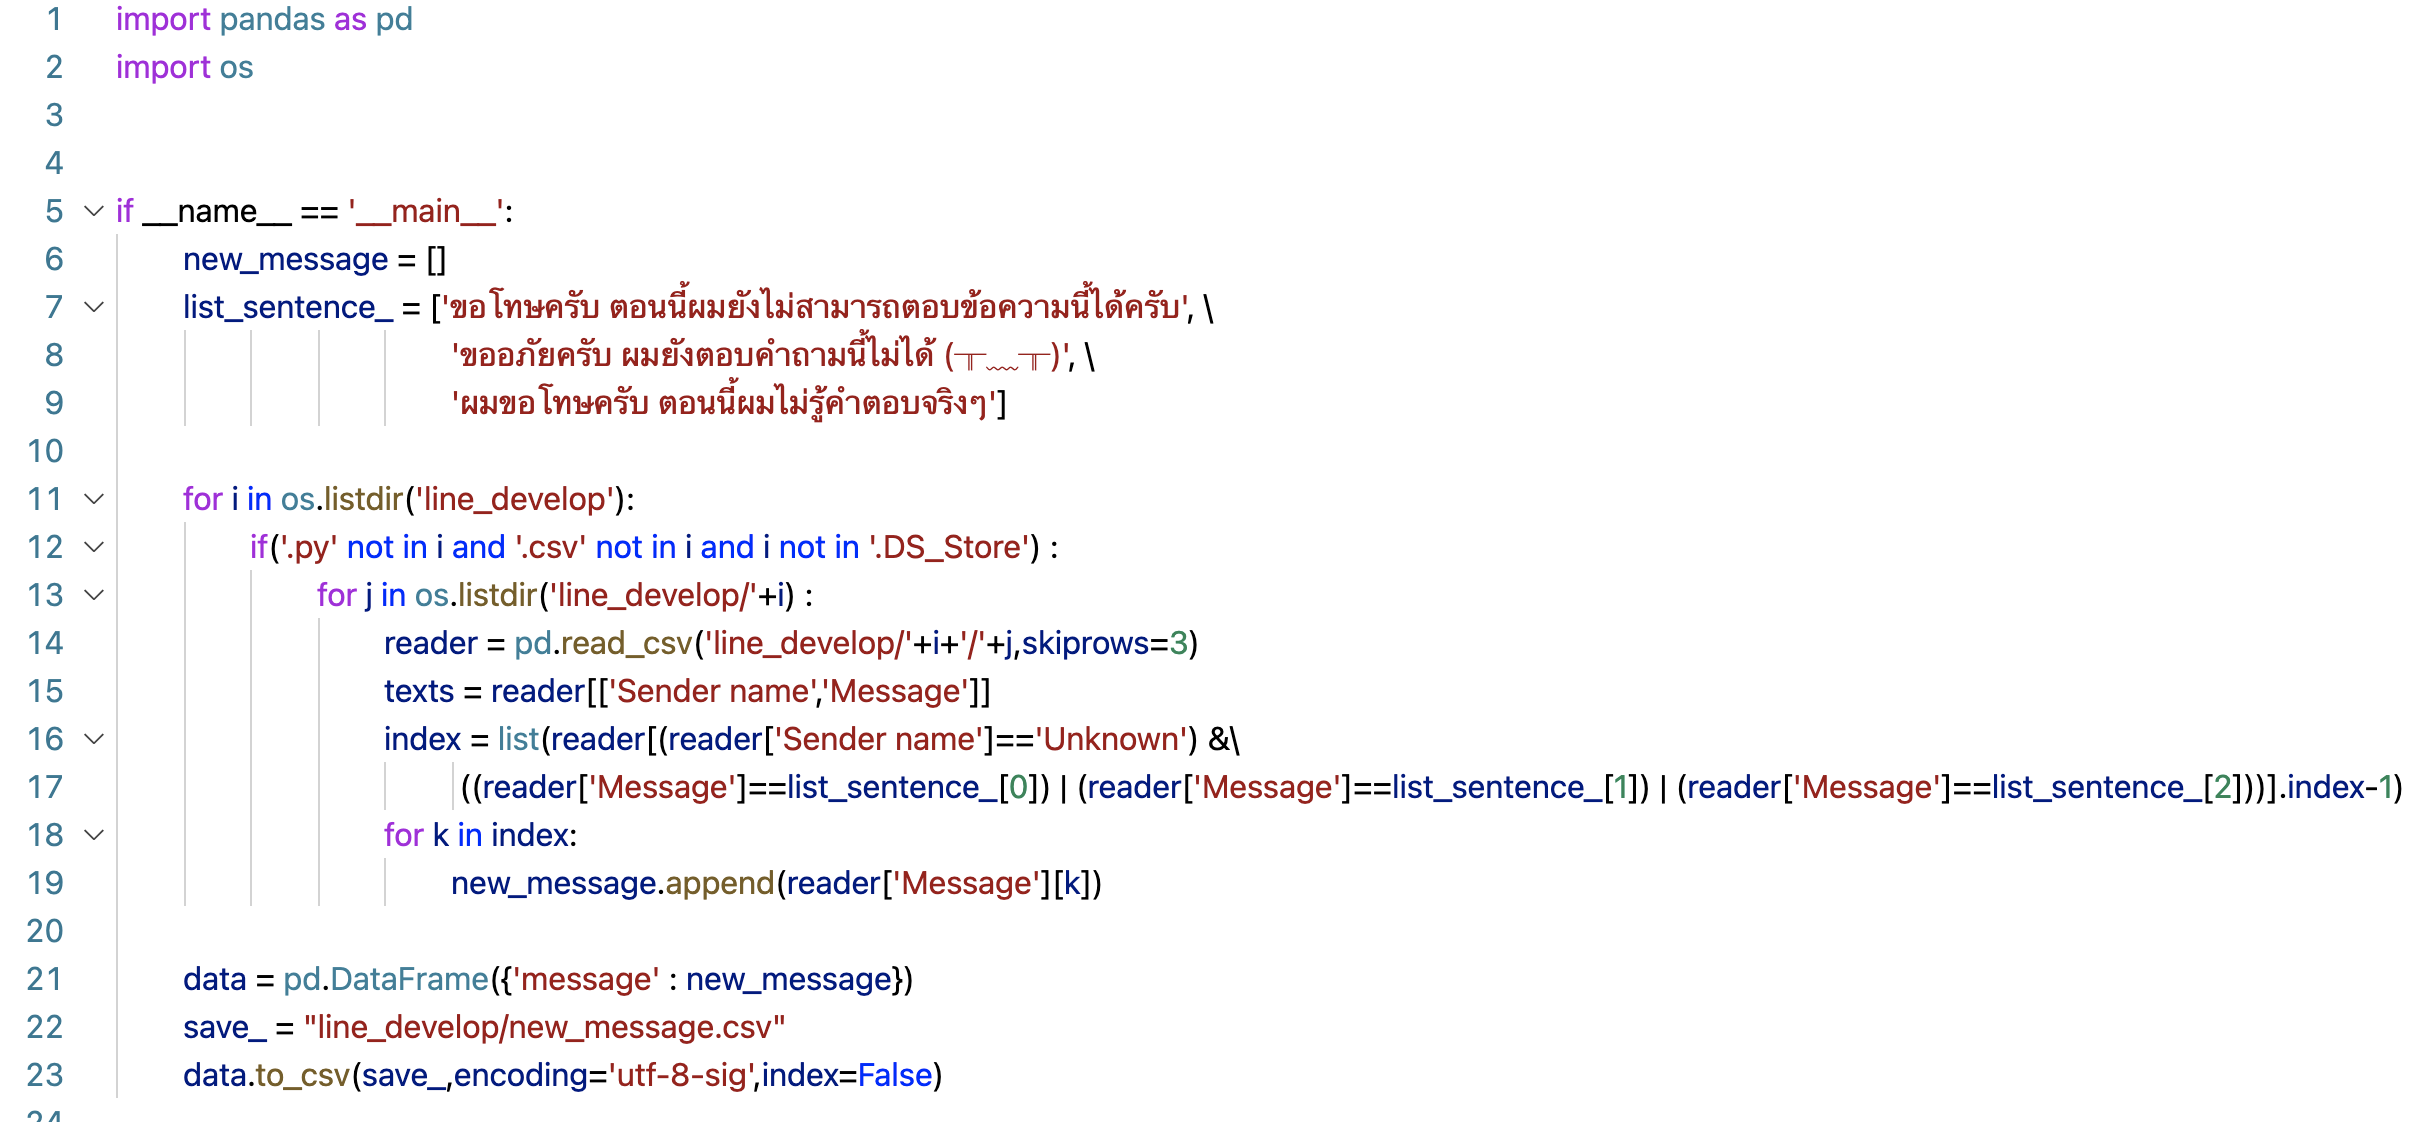 1 import pandas as pd
2 import os
3
4
5 if __name__ == '__main__':
6 new_message = []
7 list_sentence_ = ['ขอโทษครับ ตอนนี้ผมยังไม่สามารถตอบข้อความนี้ได้ครับ', \
8 'ขออภัยครับ ผมยังตอบคำถามนี้ไม่ได้ (╥﹏╥)', \
9 'ผมขอโทษครับ ตอนนี้ผมไม่รู้คำตอบจริงๆ']
10
11 for i in os.listdir('line_develop'):
12 if('.py' not in i and '.csv' not in i and i not in '.DS_Store') :
13 for j in os.listdir('line_develop/'+i) :
14 reader = pd.read_csv('line_develop/'+i+'/'+j,skiprows=3)
15 texts = reader[['Sender name','Message']]
16 index = list(reader[(reader['Sender name']=='Unknown') &\
17 ((reader['Message']==list_sentence_[0]) | (reader['Message']==list_sentence_[1]) | (reader['Message']==list_sentence_[2]))].index-1)
18 for k in index:
19 new_message.append(reader['Message'][k])
20
21 data = pd.DataFrame({'message' : new_message})
22 save_ = "line_develop/new_message.csv"
23 data.to_csv(save_,encoding='utf-8-sig',index=False)
24